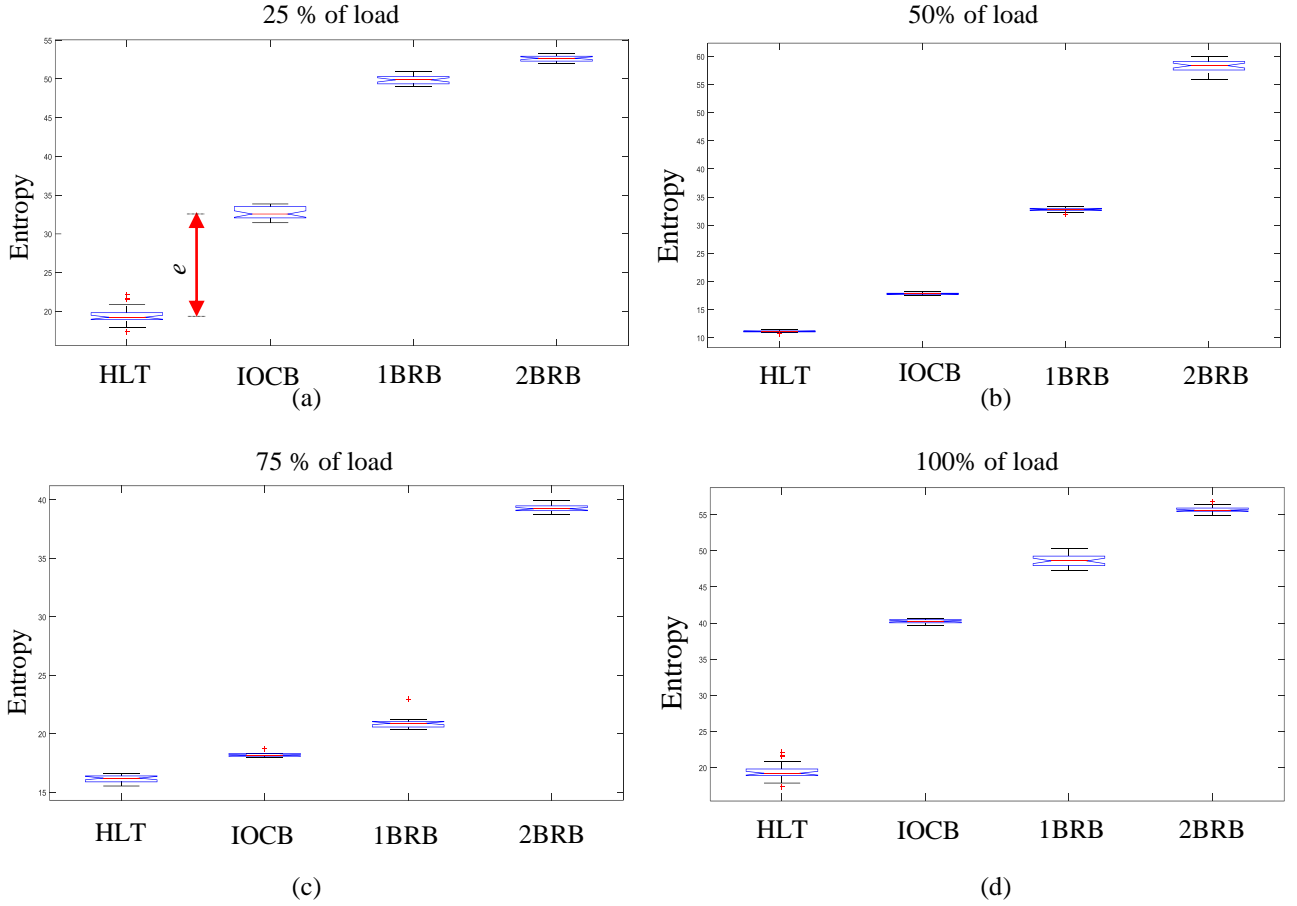 25 % of load
55
50
45
40
35
30
25
20
Entropy
e
HLT IOCB 1BRB 2BRB
(a)
50% of load
60
55
50
45
40
35
30
25
20
15
10
Entropy
HLT IOCB 1BRB 2BRB
(b)
75 % of load
40
35
30
25
20
15
Entropy
HLT IOCB 1BRB 2BRB
(c)
100% of load
55
50
45
40
35
30
25
20
Entropy
HLT IOCB 1BRB 2BRB
(d)